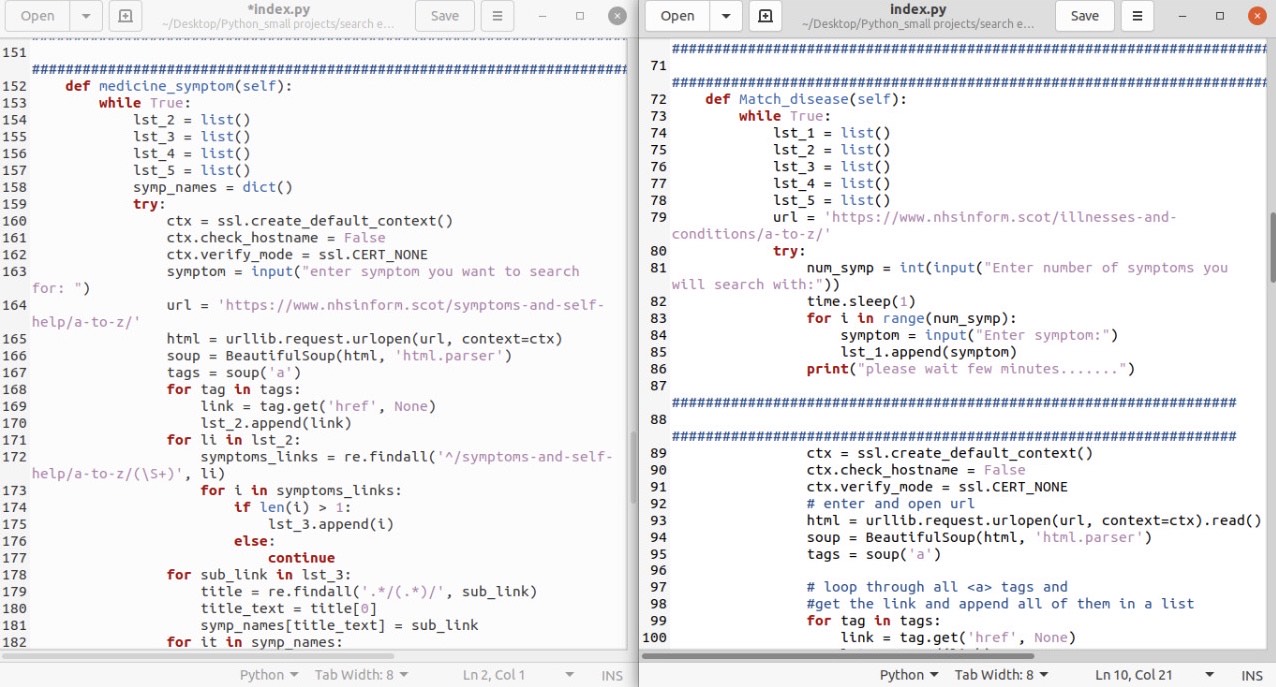 Open
*index.py
~/Desktop/Python_small projects/search e...
Save
151
######################################################################
152 def medicine_symptom(self):
153 while True:
154 lst_2 = list()
155 lst_3 = list()
156 lst_4 = list()
157 lst_5 = list()
158 symp_names = dict()
159 try:
160 ctx = ssl.create_default_context()
161 ctx.check_hostname = False
162 ctx.verify_mode = ssl.CERT_NONE
163 symptom = input("enter symptom you want to search
for: ")
164 url = 'https://www.nhsinform.scot/symptoms-and-self-
help/a-to-z/'
165 html = urllib.request.urlopen(url, context=ctx)
166 soup = BeautifulSoup(html, 'html.parser')
167 tags = soup('a')
168 for tag in tags:
169 link = tag.get('href', None)
170 lst_2.append(link)
171 for li in lst_2:
172 symptoms_links = re.findall('^/symptoms-and-self-
help/a-to-z/(\S+)', li)
173 for i in symptoms_links:
174 if len(i) > 1:
175 lst_3.append(i)
176 else:
177 continue
178 for sub_link in lst_3:
179 title = re.findall('.*/(.*)/', sub_link)
180 title_text = title[0]
181 symp_names[title_text] = sub_link
182 for it in symp_names:
Python
Tab Width: 8
Ln 2, Col 1
INS
Open
index.py
~/Desktop/Python_small projects/search e...
Save
######################################################################
71
######################################################################
72 def Match_disease(self):
73 while True:
74 lst_1 = list()
75 lst_2 = list()
76 lst_3 = list()
77 lst_4 = list()
78 lst_5 = list()
79 url = 'https://www.nhsinform.scot/illnesses-and-
conditions/a-to-z/'
80 try:
81 num_symp = int(input("Enter number of symptoms you
will search with:"))
82 time.sleep(1)
83 for i in range(num_symp):
84 symptom = input("Enter symptom:")
85 lst_1.append(symptom)
86 print("please wait few minutes.......")
87
###################################################################
88
###################################################################
89 ctx = ssl.create_default_context()
90 ctx.check_hostname = False
91 ctx.verify_mode = ssl.CERT_NONE
92 # enter and open url
93 html = urllib.request.urlopen(url, context=ctx).read()
94 soup = BeautifulSoup(html, 'html.parser')
95 tags = soup('a')
96
97 # loop through all <a> tags and
98 #get the link and append all of them in a list
99 for tag in tags:
100 link = tag.get('href', None)
Python
Tab Width: 8
Ln 10, Col 21
INS